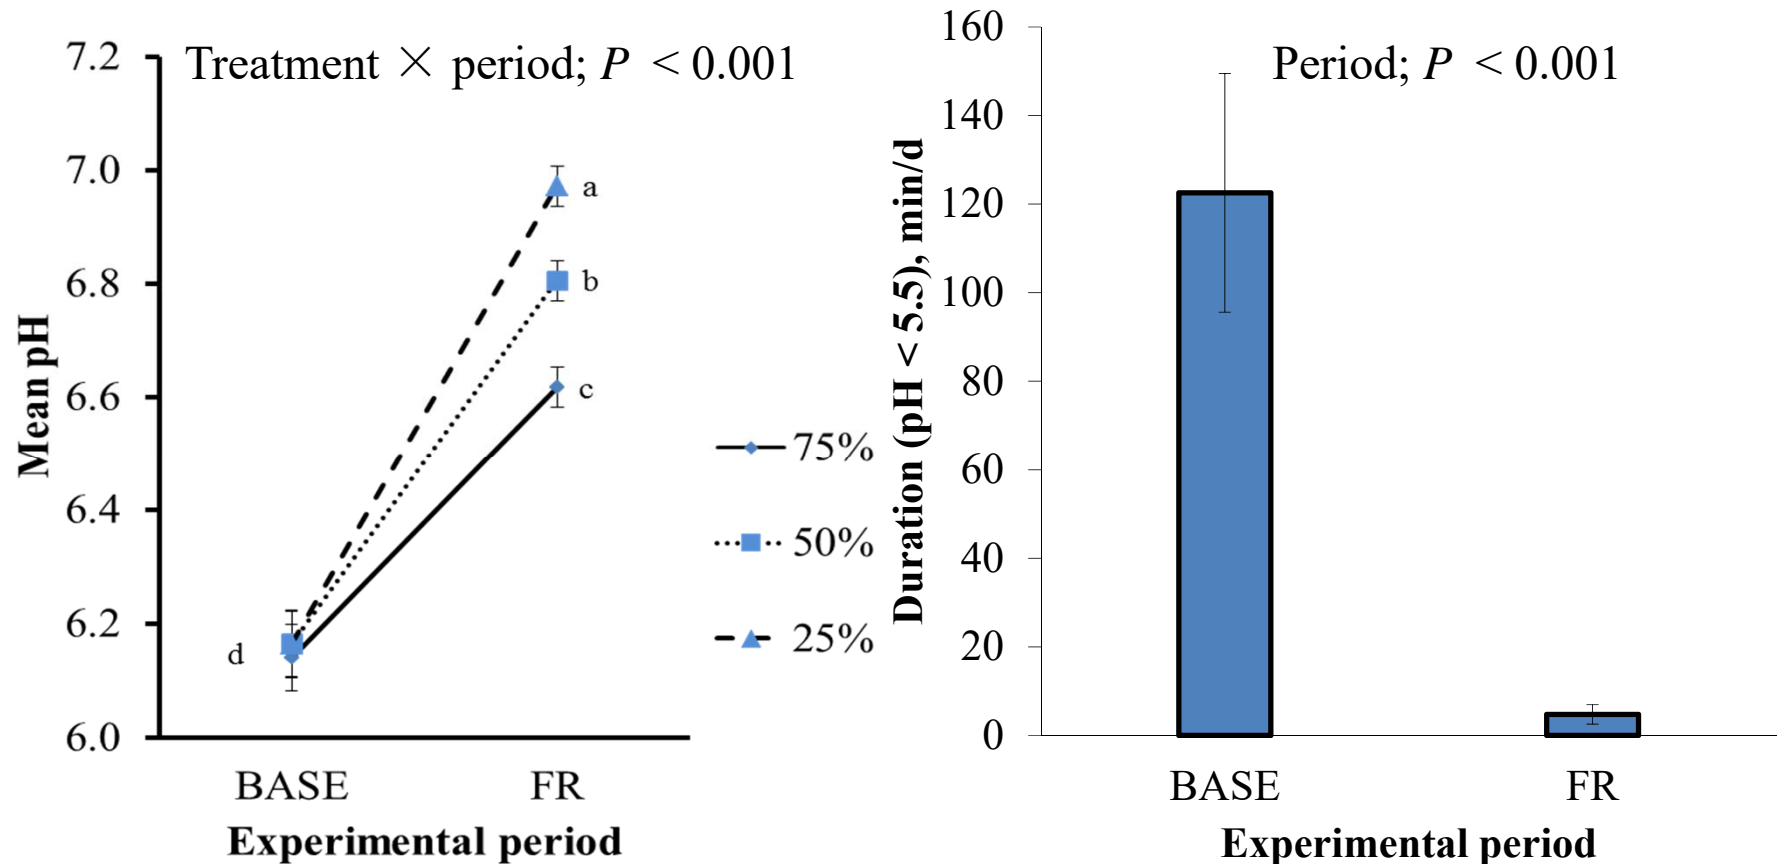 Treatment × period; P < 0.001
7.2
7.0
6.8
6.6
6.4
6.2
6.0
Mean pH
a
b
c
d
BASE FR
Experimental period
75%
50%
25%
Period; P < 0.001
160
140
120
100
80
60
40
20
0
Duration (pH < 5.5), min/d
BASE FR
Experimental period